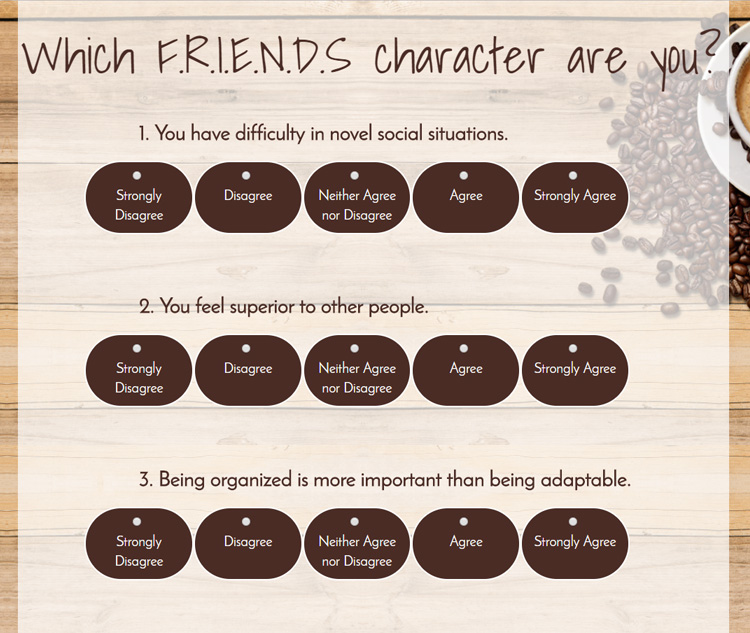 Which F.R.I.E.N.D.S character are you?
1. You have difficulty in novel social situations.
Strongly Disagree Neither Agree Agree Strongly Agree
Disagree nor Disagree
2. You feel superior to other people.
Strongly Disagree Neither Agree Agree Strongly Agree
Disagree nor Disagree
3. Being organized is more important than being adaptable.
Strongly Disagree Neither Agree Agree Strongly Agree
Disagree nor Disagree